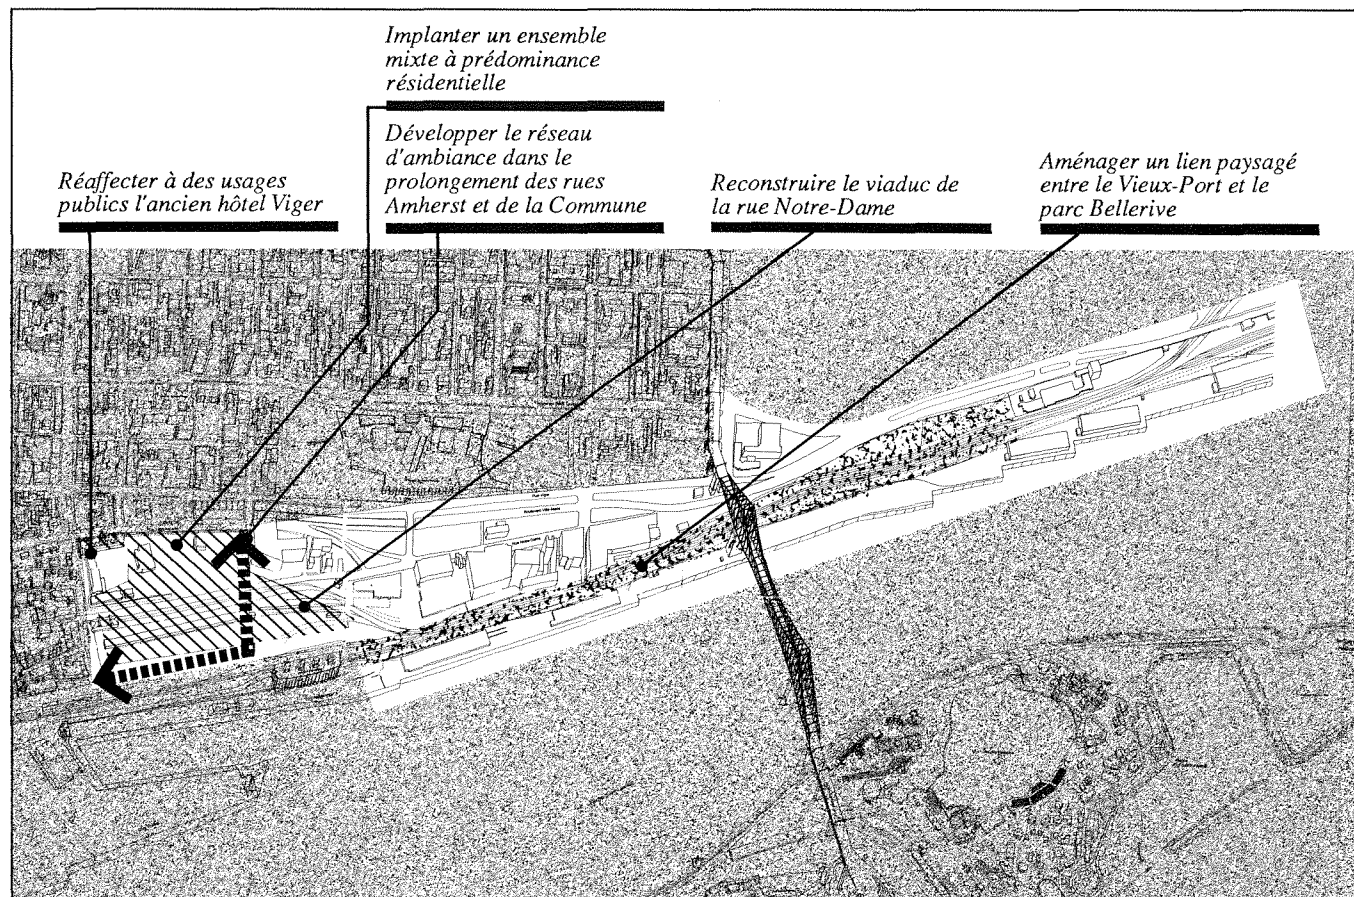 Implanter un ensemble
mixte à prédominance
résidentielle
Développer le réseau
d'ambiance dans le
prolongement des rues
Amherst et de la Commune
Réaffecter à des usages
publics l'ancien hôtel Viger
Reconstruire le viaduc de
la rue Notre-Dame
Aménager un lien paysagé
entre le Vieux-Port et le
parc Bellerive